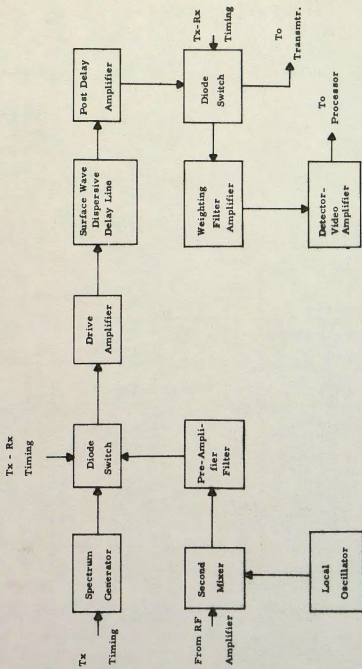 Tx
Timing
Spectrum
Generator
Tx - Rx
Timing
Diode
Switch
Drive
Amplifier
Surface Wave
Dispersive
Delay Line
Post Delay
Amplifier
From RF
Amplifier
Second
Mixer
Local
Oscillator
Pre-Ampli-
fier
Filter
Tx-Rx
Timing
Diode
Switch
To
Transmtr.
Weighting
Filter
Amplifier
Detector-
Video
Amplifier
To
Processor